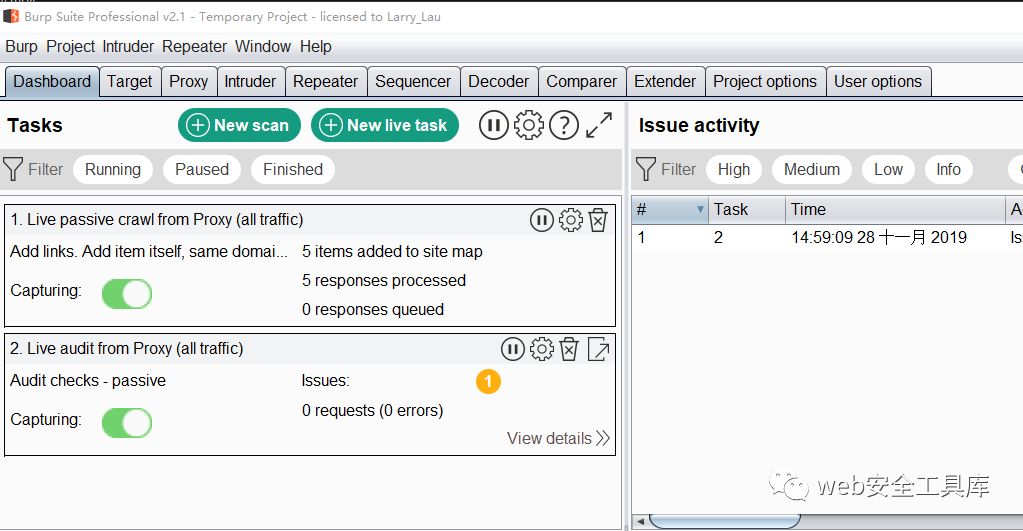 Burp Suite Professional v2.1 - Temporary Project - licensed to Larry_Lau
Burp Project Intruder Repeater Window Help
Dashboard Target Proxy Intruder Repeater Sequencer Decoder Comparer Extender Project options User options
Tasks
New scan
New live task
Filter Running Paused Finished
1. Live passive crawl from Proxy (all traffic)
Add links. Add item itself, same domai... 5 items added to site map
5 responses processed
Capturing:
0 responses queued
2. Live audit from Proxy (all traffic)
Audit checks - passive Issues: 1
0 requests (0 errors)
Capturing:
View details
Issue activity
Filter High Medium Low Info
# Task Time
1 2 14:59:09 28 十一月 2019
web安全工具库